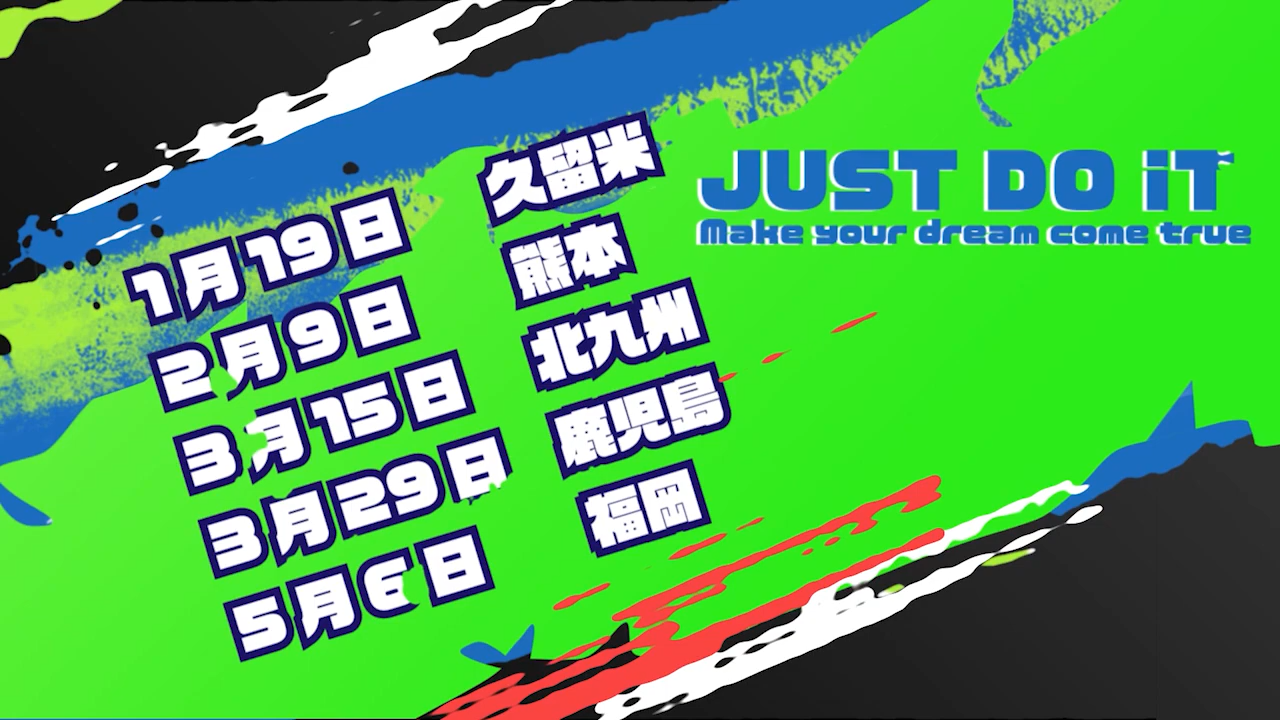 1月19日 久留米
2月9日 熊本
3月15日 北九州
3月29日 鹿児島
5月6日 福岡
JUST DO iT
Make your dream come true